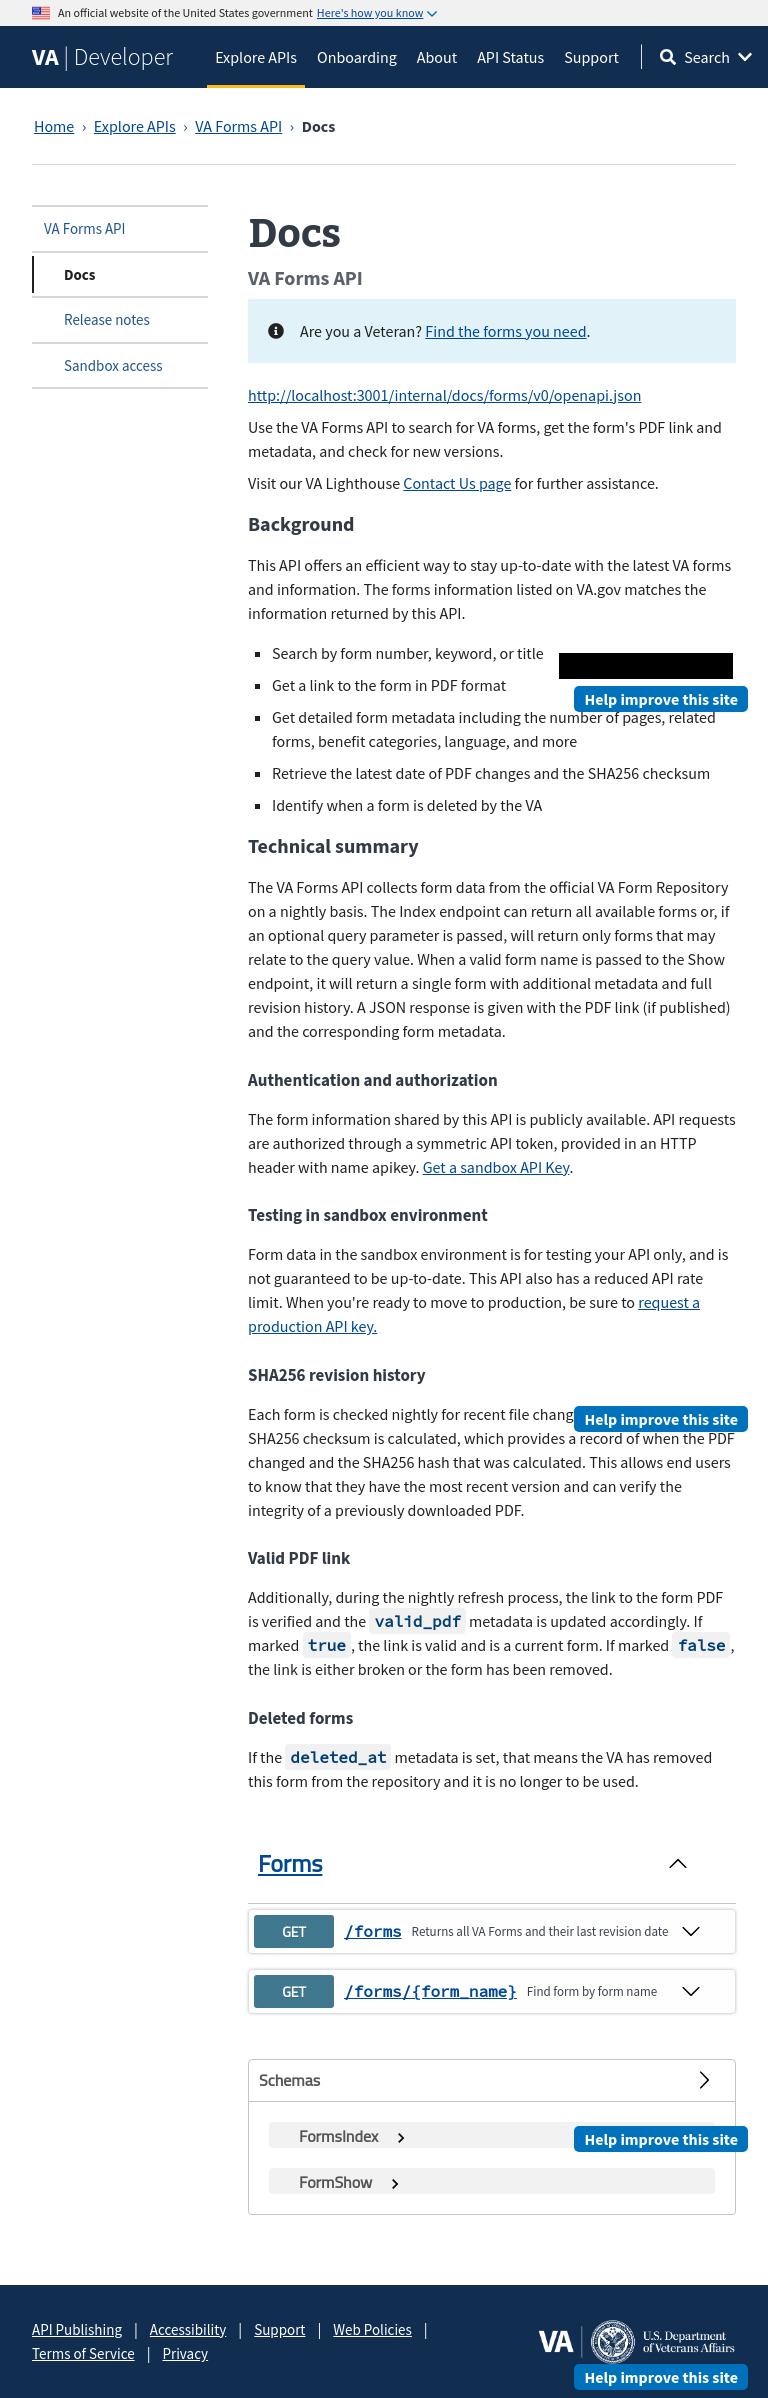 An official website of the United States government Here's how you know
VA | Developer
Explore APIs
Onboarding
About
API Status
Support
Search
Home › Explore APIs › VA Forms API › Docs
VA Forms API
Docs
Release notes
Sandbox access
Docs
VA Forms API
Are you a Veteran? Find the forms you need.
http://localhost:3001/internal/docs/forms/v0/openapi.json
Use the VA Forms API to search for VA forms, get the form's PDF link and
metadata, and check for new versions.
Visit our VA Lighthouse Contact Us page for further assistance.
Background
This API offers an efficient way to stay up-to-date with the latest VA forms
and information. The forms information listed on VA.gov matches the
information returned by this API.
Search by form number, keyword, or title
Get a link to the form in PDF format
Help improve this site
Get detailed form metadata including the number of pages, related
forms, benefit categories, language, and more
Retrieve the latest date of PDF changes and the SHA256 checksum
Identify when a form is deleted by the VA
Technical summary
The VA Forms API collects form data from the official VA Form Repository
on a nightly basis. The Index endpoint can return all available forms or, if
an optional query parameter is passed, will return only forms that may
relate to the query value. When a valid form name is passed to the Show
endpoint, it will return a single form with additional metadata and full
revision history. A JSON response is given with the PDF link (if published)
and the corresponding form metadata.
Authentication and authorization
The form information shared by this API is publicly available. API requests
are authorized through a symmetric API token, provided in an HTTP
header with name apikey. Get a sandbox API Key.
Testing in sandbox environment
Form data in the sandbox environment is for testing your API only, and is
not guaranteed to be up-to-date. This API also has a reduced API rate
limit. When you're ready to move to production, be sure to request a
production API key.
SHA256 revision history
Each form is checked nightly for recent file
Help improve this site
SHA256 checksum is calculated, which provides a record of when the PDF
changed and the SHA256 hash that was calculated. This allows end users
to know that they have the most recent version and can verify the
integrity of a previously downloaded PDF.
Valid PDF link
Additionally, during the nightly refresh process, the link to the form PDF
is verified and the valid_pdf metadata is updated accordingly. If
marked true, the link is valid and is a current form. If marked false,
the link is either broken or the form has been removed.
Deleted forms
If the deleted_at metadata is set, that means the VA has removed
this form from the repository and it is no longer to be used.
Forms
GET /forms Returns all VA Forms and their last revision date
GET /forms/{form_name} Find form by form name
Schemas
FormsIndex
Help improve this site
FormShow
API Publishing | Accessibility | Support | Web Policies |
Terms of Service | Privacy
VA | U.S. Department
of Veterans Affairs
Help improve this site